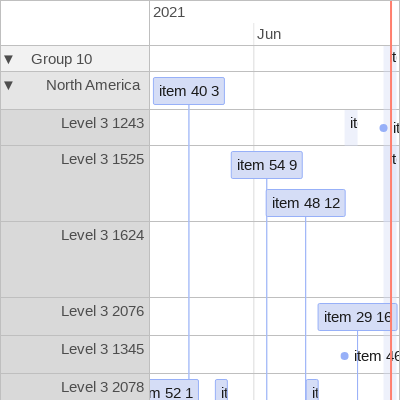 2021
Jun
▼ Group 10
t
▼ North America
item 40 3
Level 3 1243
it
it
Level 3 1525
item 54 9
t
item 48 12
Level 3 1624
Level 3 2076
item 29 16
Level 3 1345
item 46
Level 3 2078
m 52 1
it
it